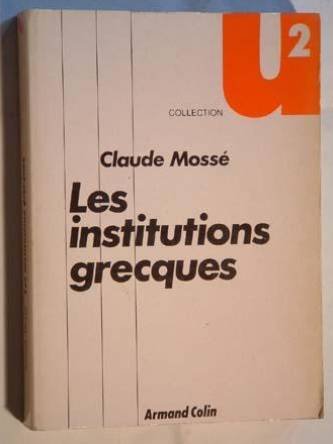 u2
COLLECTION
Claude Mossé
Les
institutions
grecques
Armand Colin